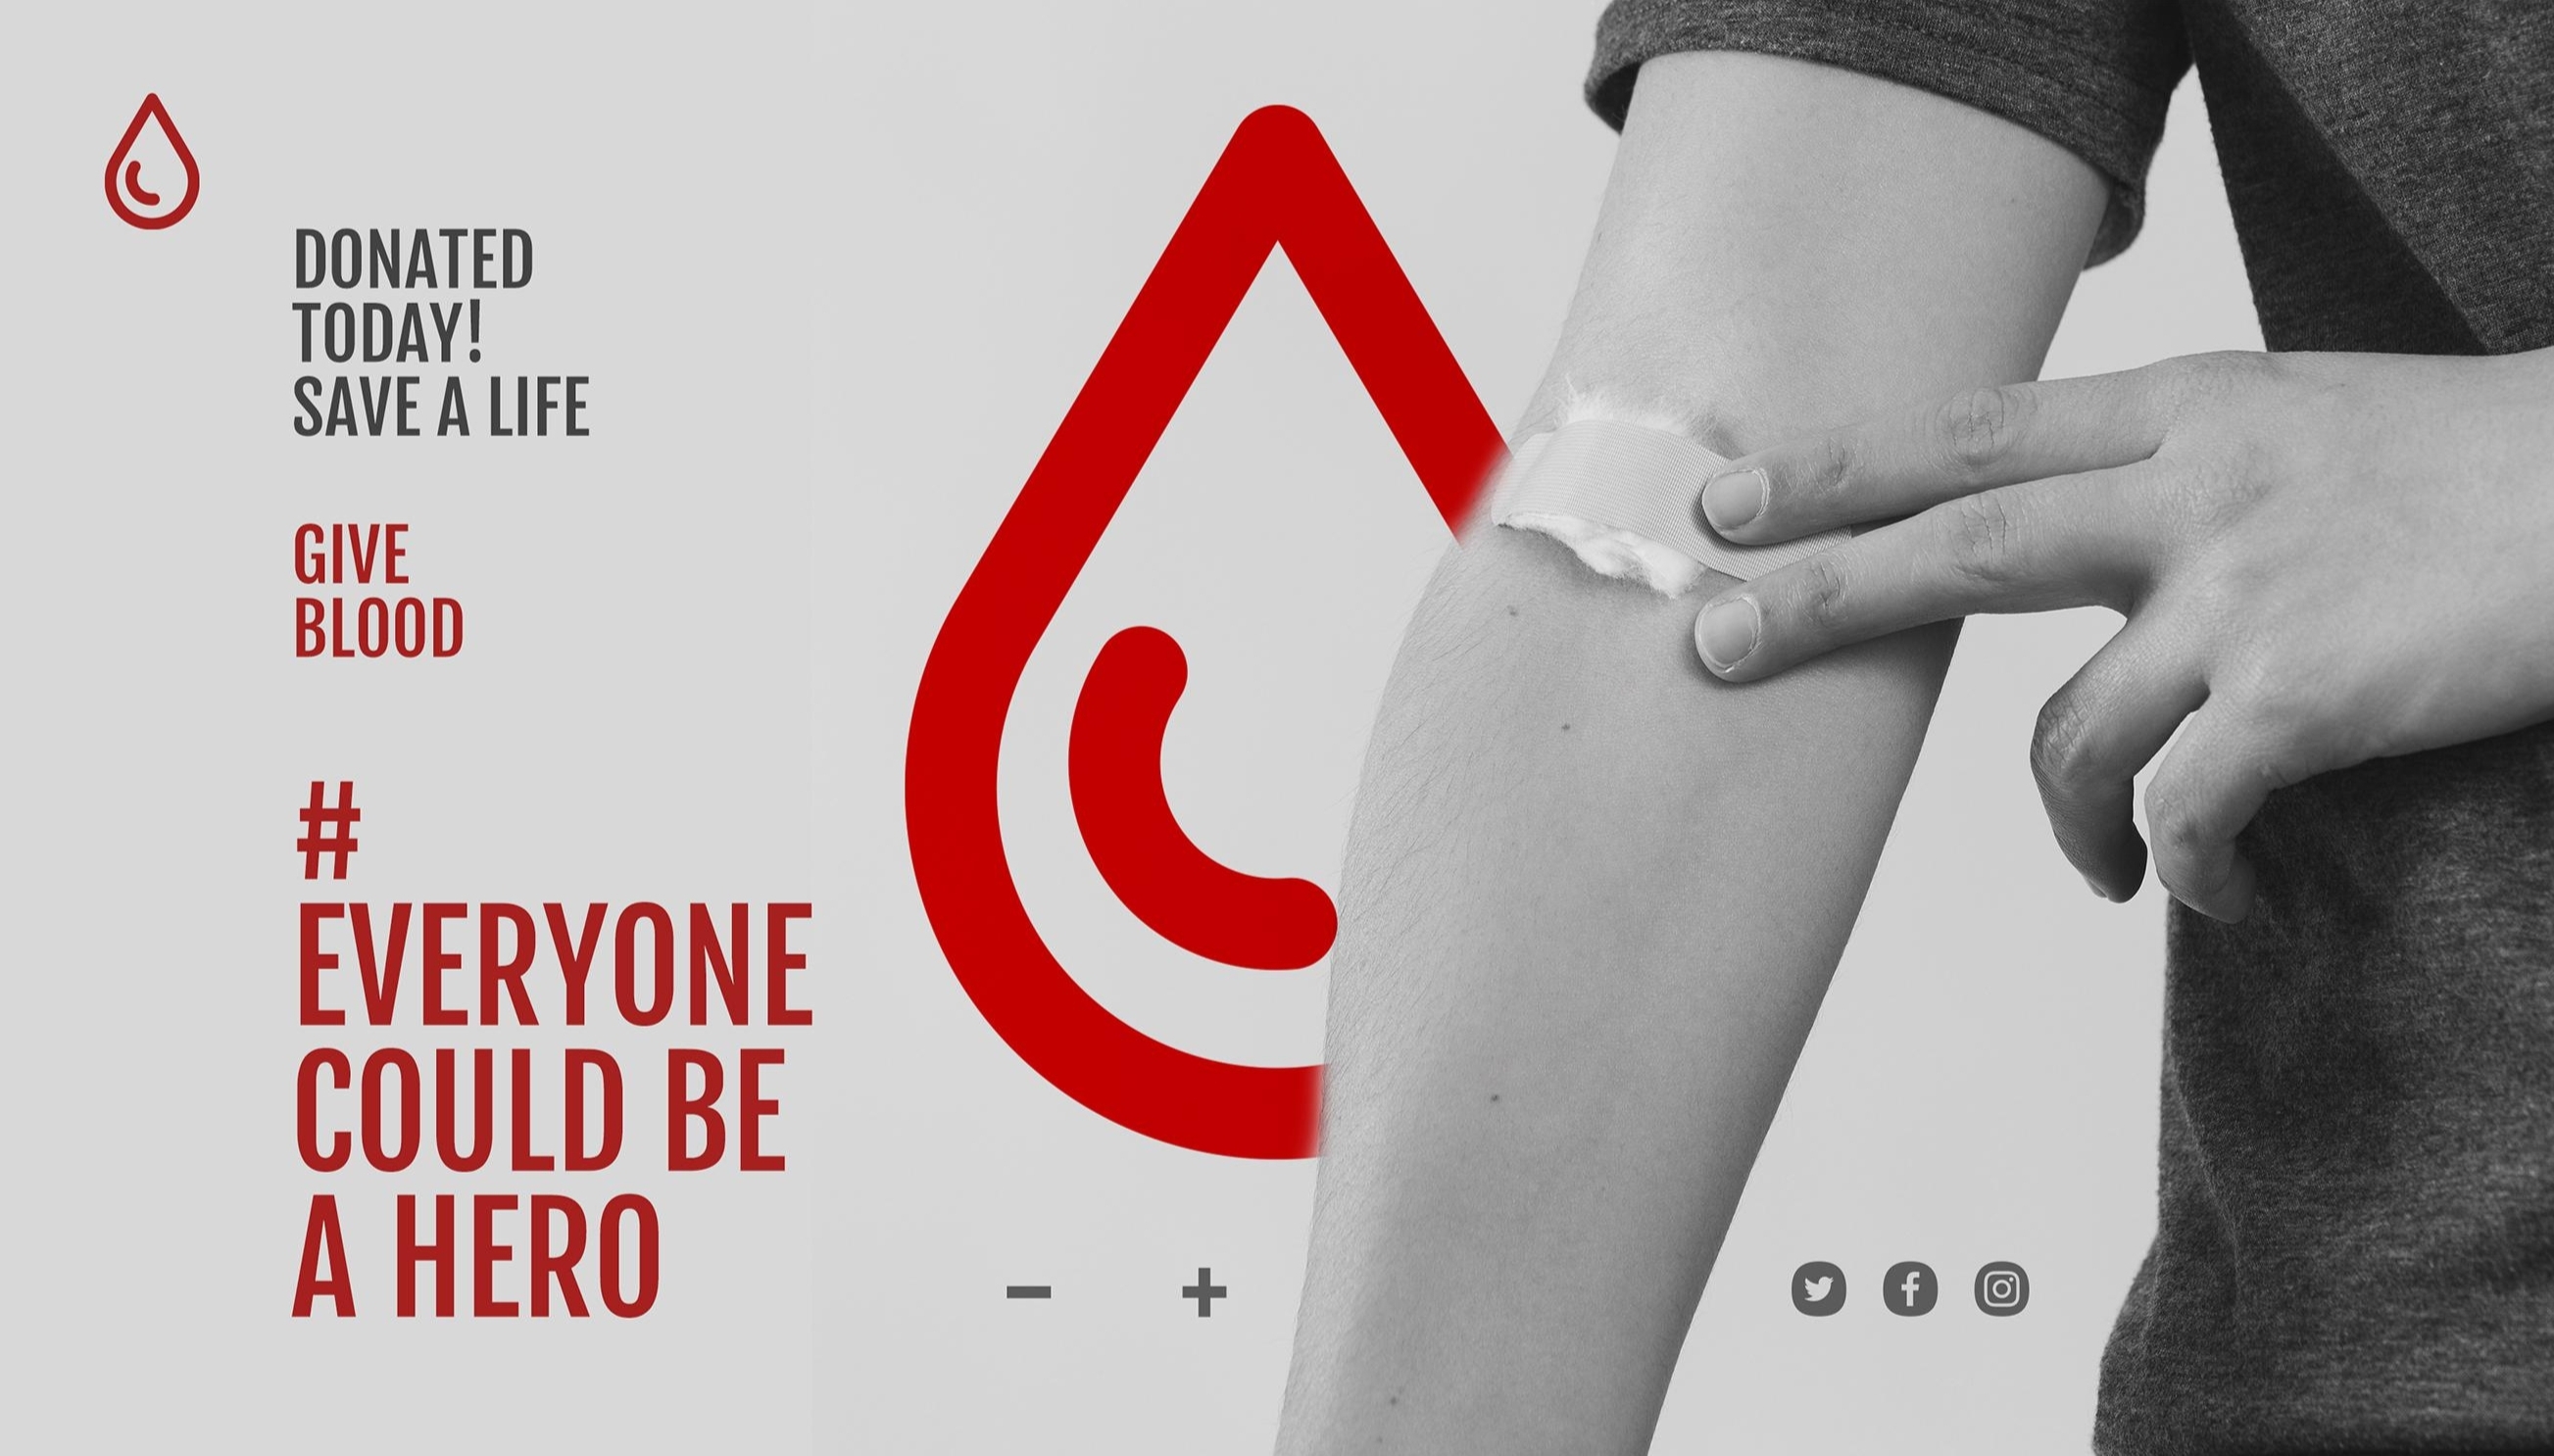 DONATED
TODAY!
SAVE A LIFE
GIVE
BLOOD
#
EVERYONE
COULD BE
A HERO
− +